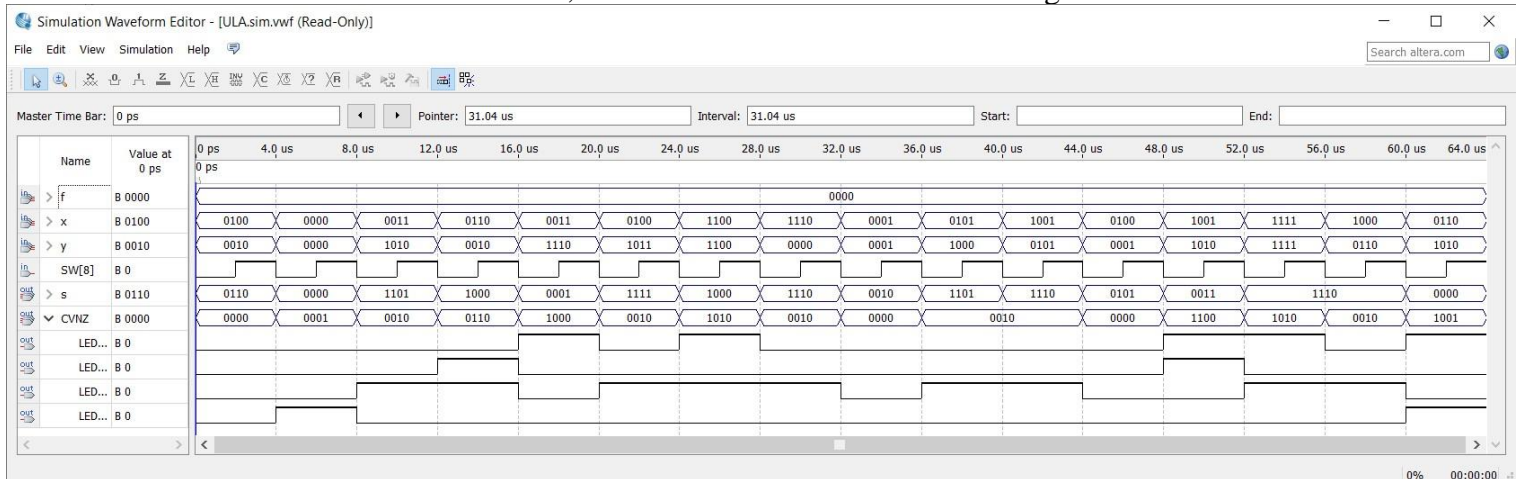 Simulation Waveform Editor - [ULA.sim.vwf (Read-Only)]
File Edit View Simulation Help
Search altera.com
Master Time Bar: 0 ps Pointer: 31.04 us Interval: 31.04 us Start: End:
Name Value at 0 ps 0 ps 4.0 us 8.0 us 12.0 us 16.0 us 20.0 us 24.0 us 28.0 us 32.0 us 36.0 us 40.0 us 44.0 us 48.0 us 52.0 us 56.0 us 60.0 us 64.0 us
0 ps
f B 0000 0000
x B 0100 0100 0000 0011 0110 0011 0100 1100 1110 0001 0101 1001 0100 1001 1111 1000 0110
y B 0010 0010 0000 1010 0010 1110 1011 1100 0000 0001 1000 0101 0001 1010 1111 0110 1010
SW[8] B 0
s B 0110 0110 0000 1101 1000 0001 1111 1000 1110 0010 1101 1110 0101 0011 1110 0000
CVNZ B 0000 0000 0001 0010 0110 1000 0010 1010 0010 0000 0010 0000 1100 1010 0010 1001
LED... B 0
LED... B 0
LED... B 0
LED... B 0
0% 00:00:00